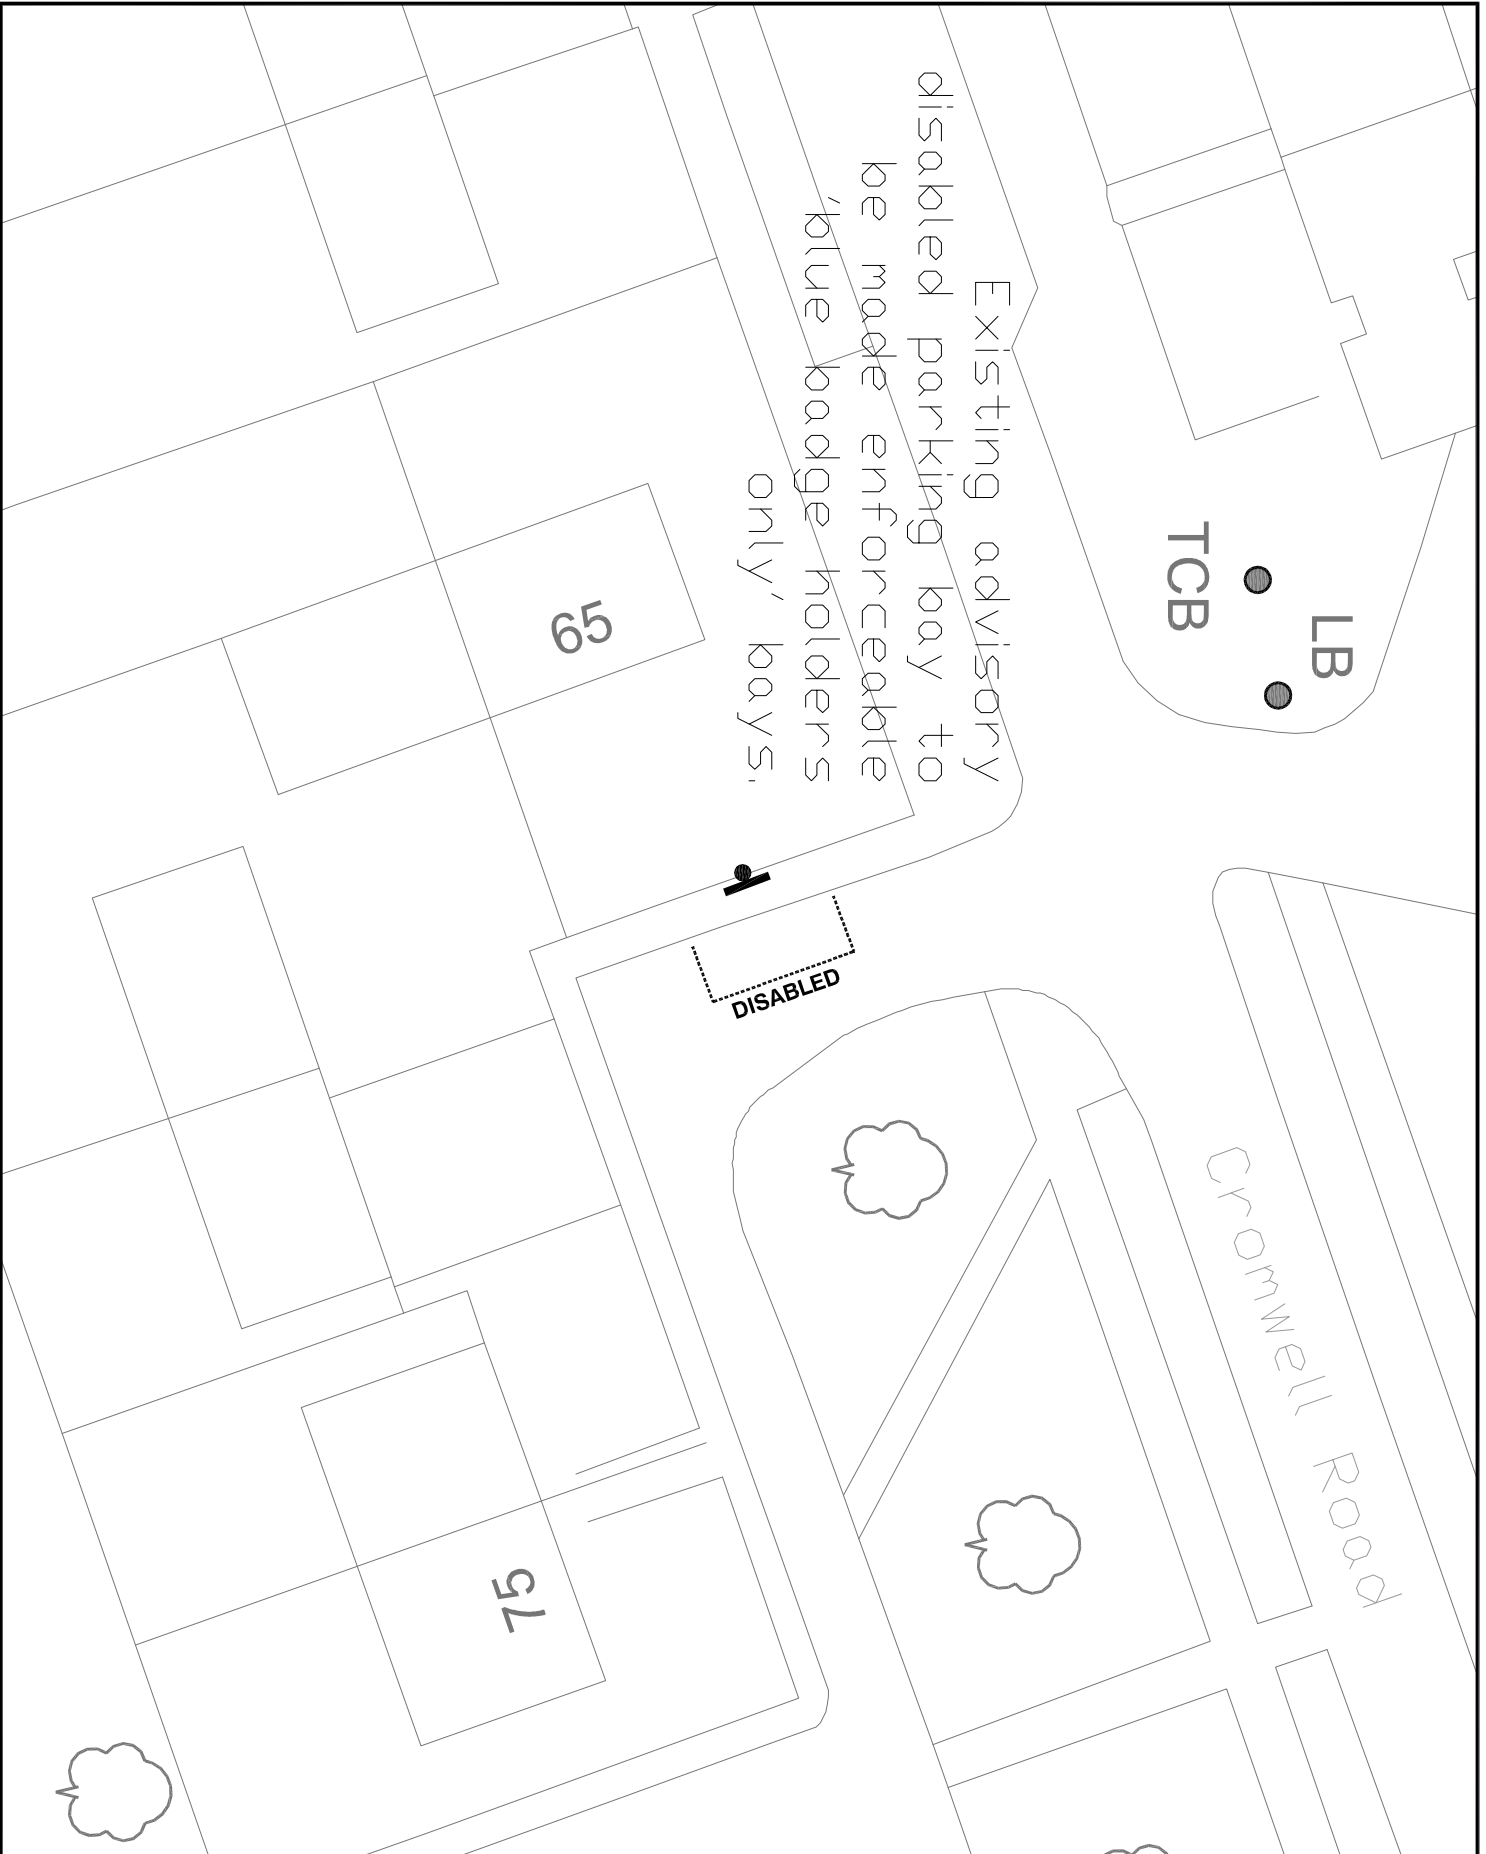 Existing advisory
disabled parking bay to
be made enforceable
'blue badge holders
only' bays.
TCB
LB
65
DISABLED
Cromwell Road
75